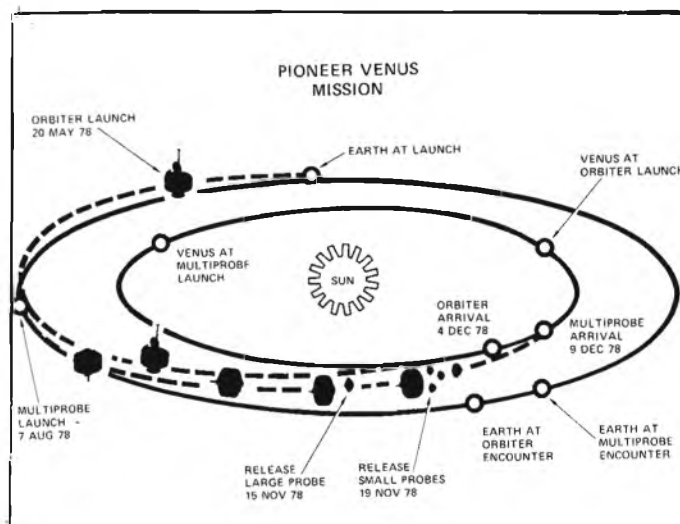 PIONEER VENUS
MISSION
ORBITER LAUNCH
20 MAY 78
EARTH AT LAUNCH
VENUS AT
ORBITER LAUNCH
VENUS AT
MULTIPROBE
LAUNCH
SUN
ORBITER
ARRIVAL
4 DEC 78
MULTIPROBE
ARRIVAL
9 DEC 78
MULTIPROBE
LAUNCH -
7 AUG 78
RELEASE
LARGE PROBE
15 NOV 78
RELEASE
SMALL PROBES
19 NOV 78
EARTH AT
ORBITER
ENCOUNTER
EARTH AT
MULTIPROBE
ENCOUNTER